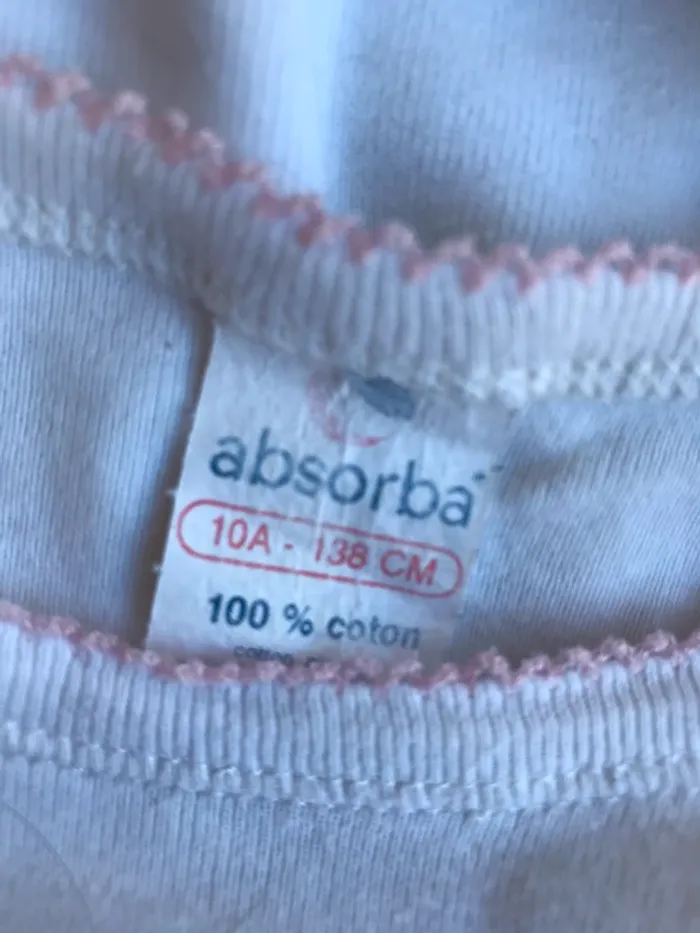 absorba
10A - 138 CM
100 % coton